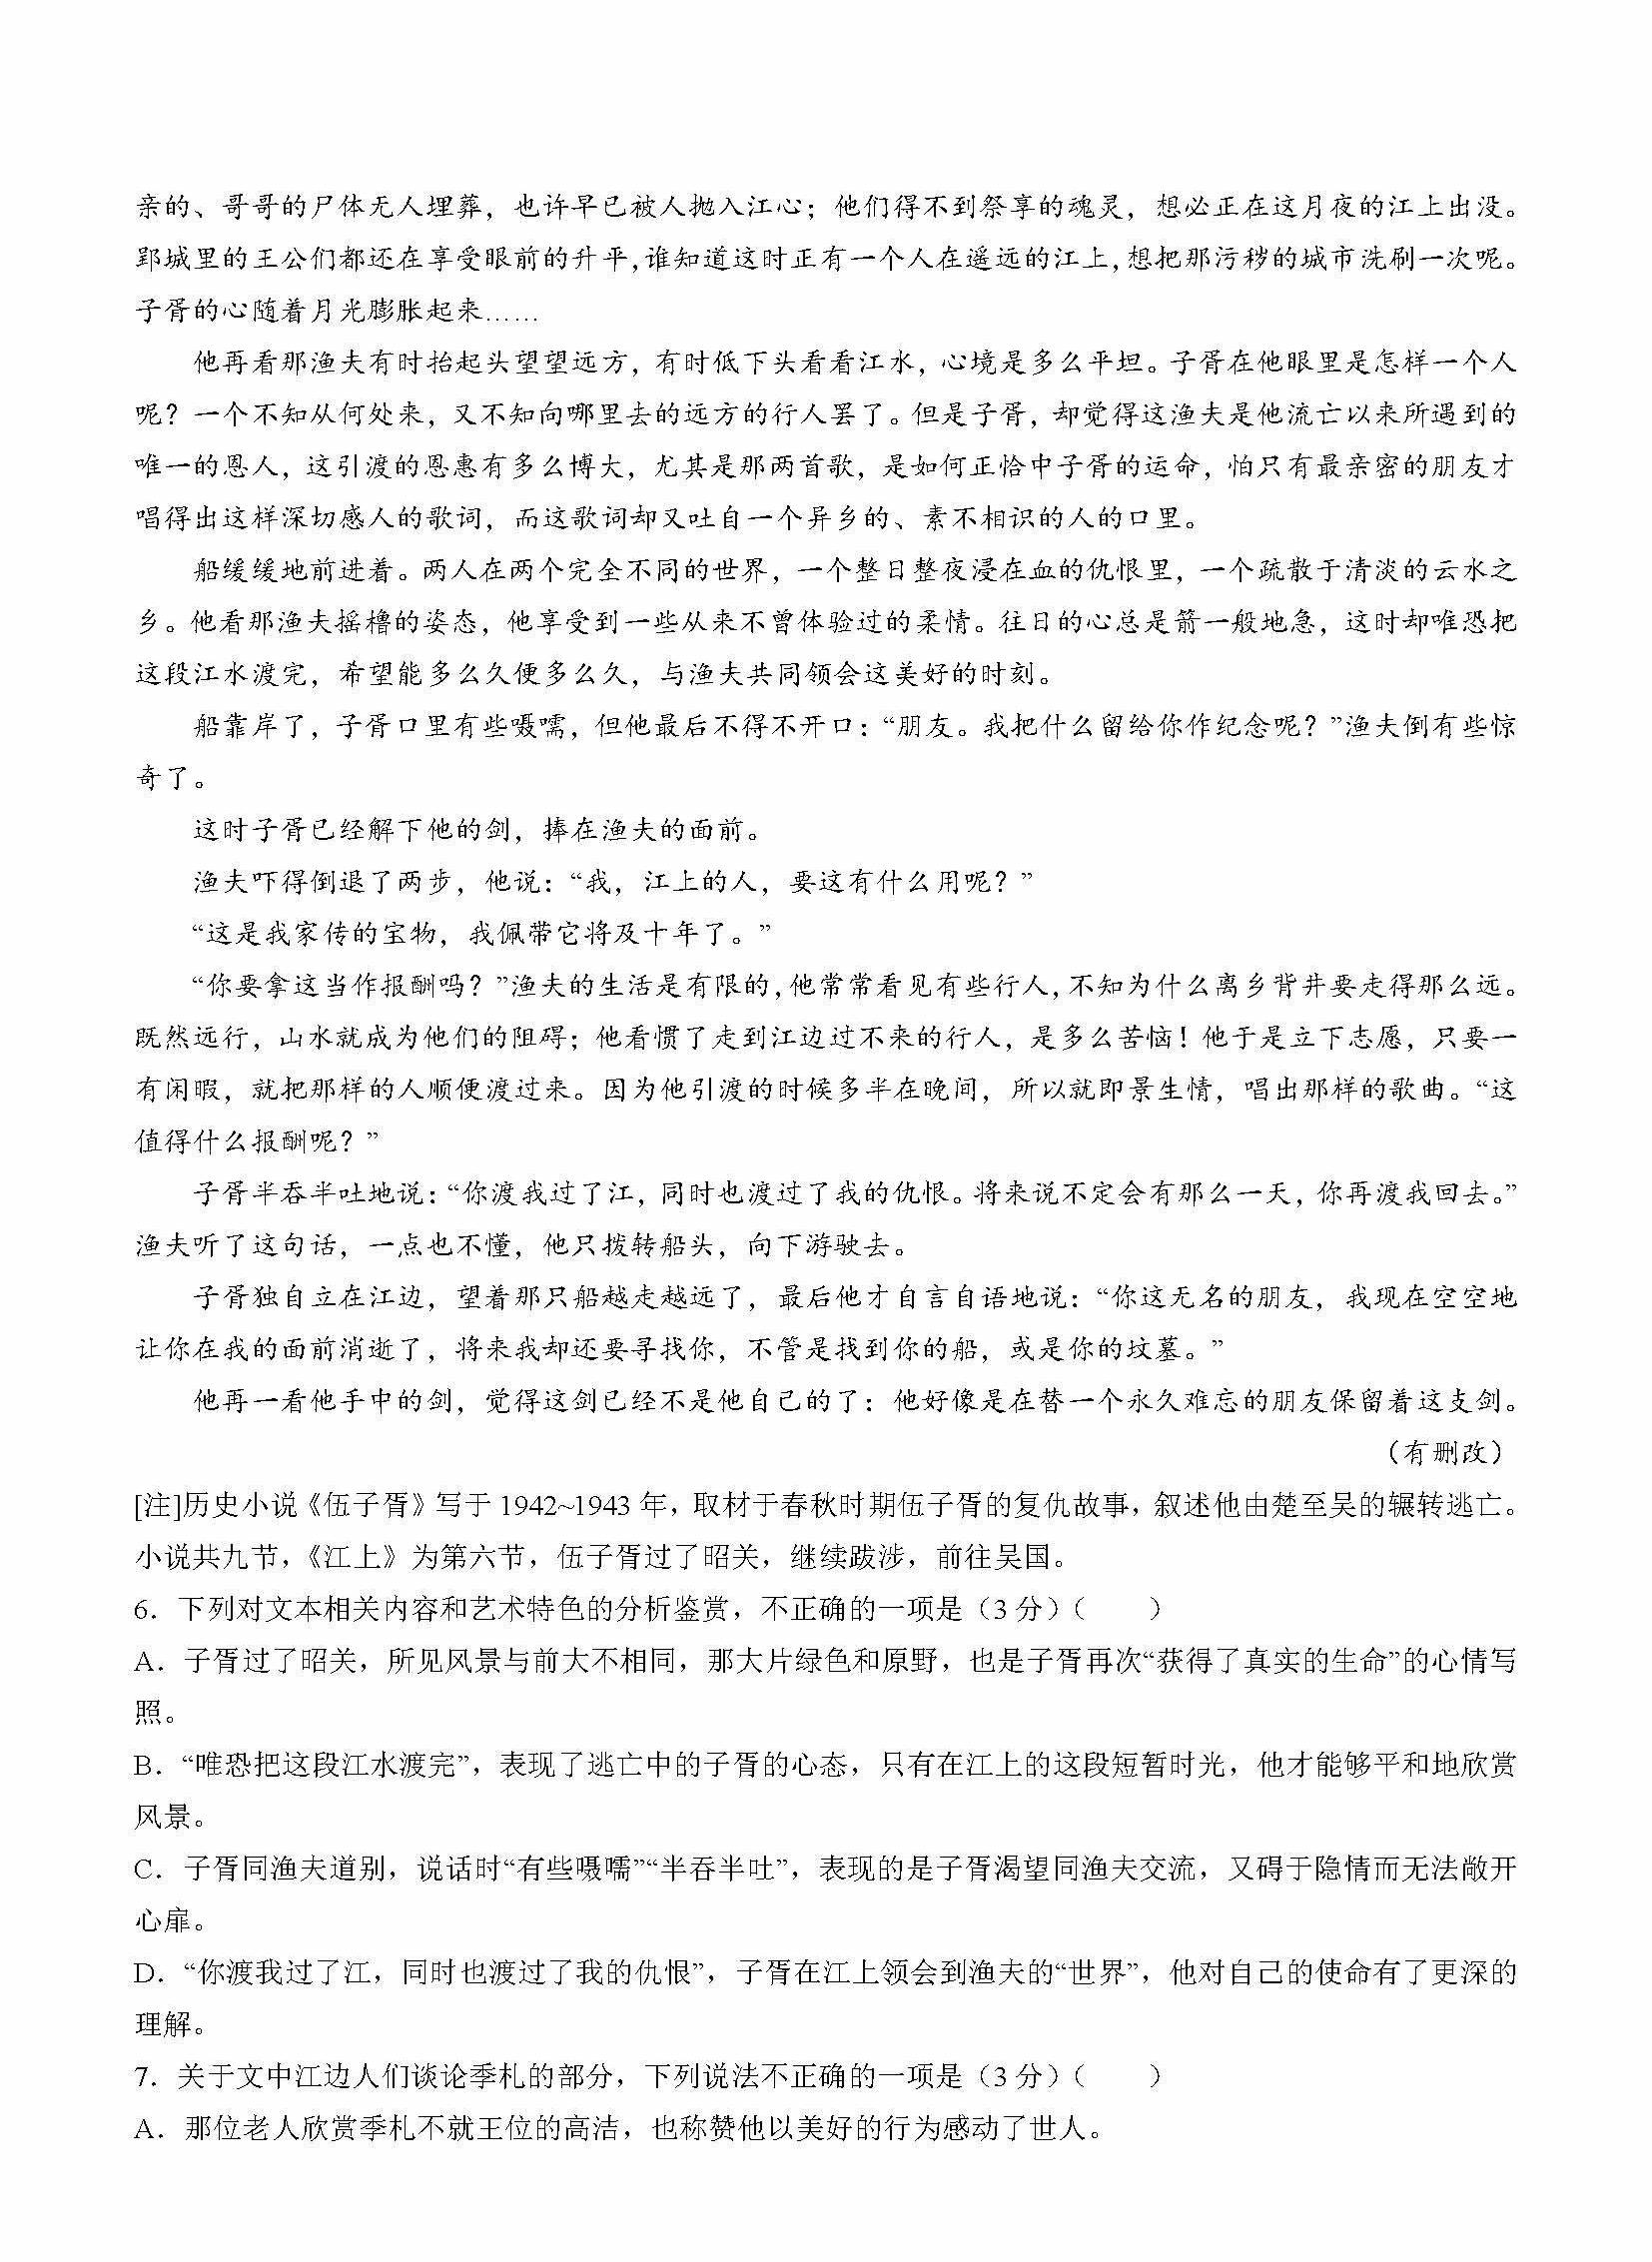 亲的、哥哥的尸体无人埋葬，也许早已被人抛入江心；他们得不到祭享的魂灵，想必正在这月夜的江上出没。
郢城里的王公们都还在享受眼前的升平，谁知道这时正有一个人在遥远的江上，想把那污秽的城市洗刷一次呢。
子胥的心随着月光膨胀起来……
他再看那渔夫有时抬起头望望远方，有时低下头看看江水，心境是多么平坦。子胥在他眼里是怎样一个人
呢？一个不知从何处来，又不知向哪里去的远方的行人罢了。但是子胥，却觉得这渔夫是他流亡以来所遇到的
唯一的恩人，这引渡的恩惠有多么博大，尤其是那两首歌，是如何正恰中子胥的运命，怕只有最亲密的朋友才
唱得出这样深切感人的歌词，而这歌词却又吐自一个异乡的、素不相识的人的口里。
船缓缓地前进着。两人在两个完全不同的世界，一个整日整夜浸在血的仇恨里，一个疏散于清淡的云水之
乡。他看那渔夫摇橹的姿态，他享受到一些从来不曾体验过的柔情。往日的心总是箭一般地急，这时却唯恐把
这段江水渡完，希望能多么久便多么久，与渔夫共同领会这美好的时刻。
船靠岸了，子胥口里有些嗫嚅，但他最后不得不开口：“朋友。我把什么留给你作纪念呢？”渔夫倒有些惊
奇了。
这时子胥已经解下他的剑，捧在渔夫的面前。
渔夫吓得倒退了两步，他说：“我，江上的人，要这有什么用呢？”
“这是我家传的宝物，我佩带它将及十年了。”
“你要拿这当作报酬吗？”渔夫的生活是有限的，他常常看见有些行人，不知为什么离乡背井要走得那么远。
既然远行，山水就成为他们的阻碍；他看惯了走到江边过不来的行人，是多么苦恼！他于是立下志愿，只要一
有闲暇，就把那样的人顺便渡过来。因为他引渡的时候多半在晚间，所以就即景生情，唱出那样的歌曲。“这
值得什么报酬呢？”
子胥半吞半吐地说：“你渡我过了江，同时也渡过了我的仇恨。将来说不定会有那么一天，你再渡我回去。”
渔夫听了这句话，一点也不懂，他只拨转船头，向下游驶去。
子胥独自立在江边，望着那只船越走越远了，最后他才自言自语地说：“你这无名的朋友，我现在空空地
让你在我的面前消逝了，将来我却还要寻找你，不管是找到你的船，或是你的坟墓。”
他再一看他手中的剑，觉得这剑已经不是他自己的了：他好像是在替一个永久难忘的朋友保留着这支剑。
（有删改）
[注]历史小说《伍子胥》写于 1942~1943 年，取材于春秋时期伍子胥的复仇故事，叙述他由楚至吴的辗转逃亡。
小说共九节，《江上》为第六节，伍子胥过了昭关，继续跋涉，前往吴国。
6．下列对文本相关内容和艺术特色的分析鉴赏，不正确的一项是（3 分）（　　）
A．子胥过了昭关，所见风景与前大不相同，那大片绿色和原野，也是子胥再次“获得了真实的生命”的心情写
照。
B．“唯恐把这段江水渡完”，表现了逃亡中的子胥的心态，只有在江上的这段短暂时光，他才能够平和地欣赏
风景。
C．子胥同渔夫道别，说话时“有些嗫嚅”“半吞半吐”，表现的是子胥渴望同渔夫交流，又碍于隐情而无法敞开
心扉。
D．“你渡我过了江，同时也渡过了我的仇恨”，子胥在江上领会到渔夫的“世界”，他对自己的使命有了更深的
理解。
7．关于文中江边人们谈论季札的部分，下列说法不正确的一项是（3 分）（　　）
A．那位老人欣赏季札不就王位的高洁，也称赞他以美好的行为感动了世人。